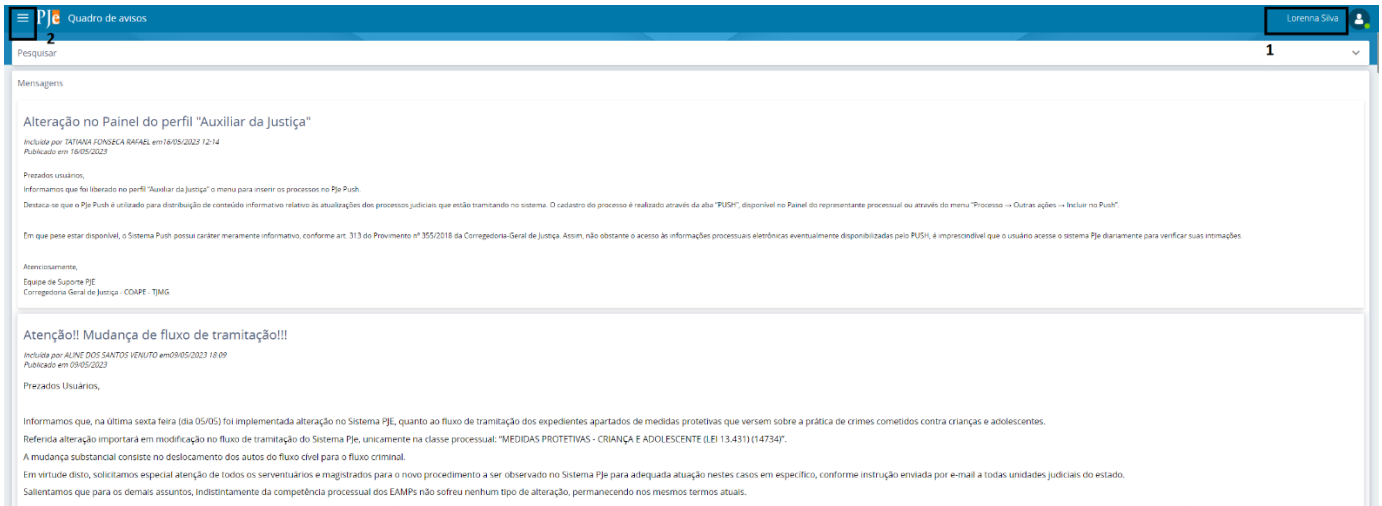 PJe Quadro de avisos
Lorenna Silva
2
1
Pesquisar
Mensagens
Alteração no Painel do perfil "Auxiliar da Justiça"
Incluída por TATIANA FONSECA RAFAEL em16/05/2023 12:14
Publicado em 16/05/2023
Prezados usuários,
Informamos que foi liberado no perfil "Auxiliar da Justiça" o menu para inserir os processos no PJe Push.
Destaca-se que o PJe Push é utilizado para distribuição de conteúdo informativo relativo às atualizações dos processos judiciais que estão tramitando no sistema. O cadastro do processo é realizado através da aba "PUSH", disponível no Painel do representante processual ou através do menu "Processo → Outras ações → Incluir no Push".
Em que pese estar disponível, o Sistema Push possui caráter meramente informativo, conforme art. 313 do Provimento nº 355/2018 da Corregedoria-Geral de Justiça. Assim, não obstante o acesso às informações processuais eletrônicas eventualmente disponibilizadas pelo PUSH, é imprescindível que o usuário acesse o sistema PJe diariamente para verificar suas intimações.
Atenciosamente,
Equipe de Suporte PJE
Corregedoria Geral de Justiça - COAPE - TJMG
Atenção!! Mudança de fluxo de tramitação!!!
Incluída por ALINE DOS SANTOS VENUTO em09/05/2023 18:09
Publicado em 09/05/2023
Prezados Usuários,
Informamos que, na última sexta feira (dia 05/05) foi implementada alteração no Sistema PJE, quanto ao fluxo de tramitação dos expedientes apartados de medidas protetivas que versem sobre a prática de crimes cometidos contra crianças e adolescentes.
Referida alteração importará em modificação no fluxo de tramitação do Sistema PJe, unicamente na classe processual: "MEDIDAS PROTETIVAS - CRIANÇA E ADOLESCENTE (LEI 13.431) (14734)".
A mudança substancial consiste no deslocamento dos autos do fluxo cível para o fluxo criminal.
Em virtude disto, solicitamos especial atenção de todos os serventuários e magistrados para o novo procedimento a ser observado no Sistema PJe para adequada atuação nestes casos em específico, conforme instrução enviada por e-mail a todas unidades judiciais do estado.
Salientamos que para os demais assuntos, indistintamente da competência processual dos EAMPs não sofreu nenhum tipo de alteração, permanecendo nos mesmos termos atuais.